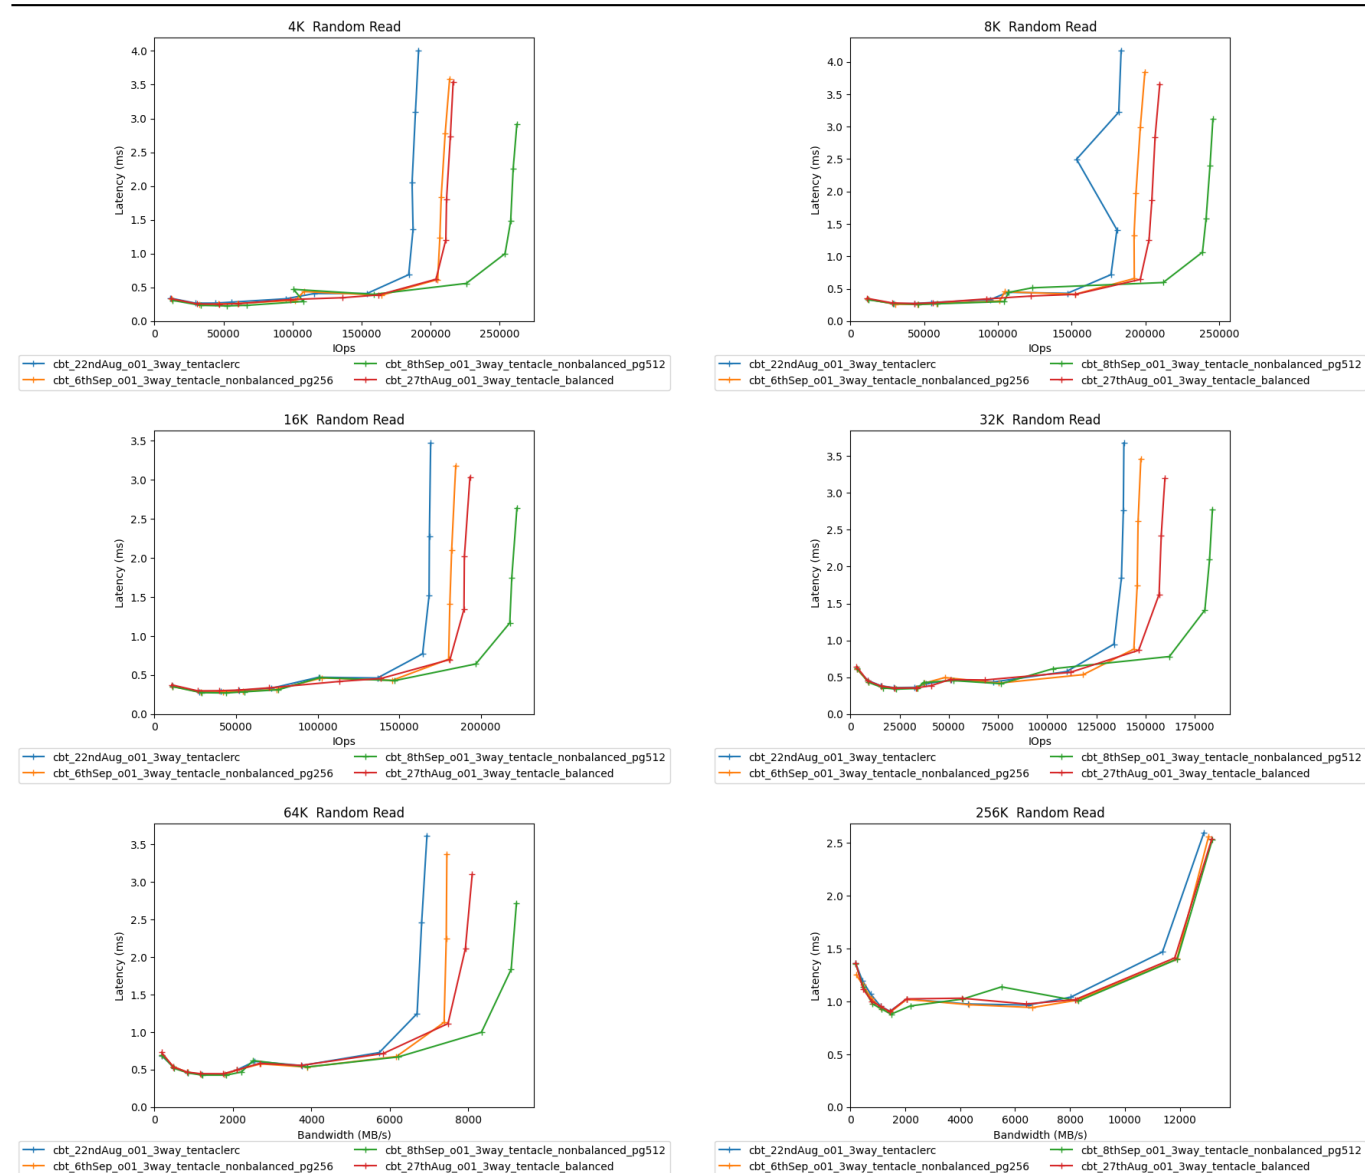 4K  Random Read
Latency (ms)
4.0
3.5
3.0
2.5
2.0
1.5
1.0
0.5
0.0
0 50000 100000 150000 200000 250000
IOps
cbt_22ndAug_o01_3way_tentaclerc cbt_8thSep_o01_3way_tentacle_nonbalanced_pg512
cbt_6thSep_o01_3way_tentacle_nonbalanced_pg256 cbt_27thAug_o01_3way_tentacle_balanced
8K  Random Read
Latency (ms)
4.0
3.5
3.0
2.5
2.0
1.5
1.0
0.5
0.0
0 50000 100000 150000 200000 250000
IOps
cbt_22ndAug_o01_3way_tentaclerc cbt_8thSep_o01_3way_tentacle_nonbalanced_pg512
cbt_6thSep_o01_3way_tentacle_nonbalanced_pg256 cbt_27thAug_o01_3way_tentacle_balanced
16K  Random Read
Latency (ms)
3.5
3.0
2.5
2.0
1.5
1.0
0.5
0.0
0 50000 100000 150000 200000
IOps
cbt_22ndAug_o01_3way_tentaclerc cbt_8thSep_o01_3way_tentacle_nonbalanced_pg512
cbt_6thSep_o01_3way_tentacle_nonbalanced_pg256 cbt_27thAug_o01_3way_tentacle_balanced
32K  Random Read
Latency (ms)
3.5
3.0
2.5
2.0
1.5
1.0
0.5
0.0
0 25000 50000 75000 100000 125000 150000 175000
IOps
cbt_22ndAug_o01_3way_tentaclerc cbt_8thSep_o01_3way_tentacle_nonbalanced_pg512
cbt_6thSep_o01_3way_tentacle_nonbalanced_pg256 cbt_27thAug_o01_3way_tentacle_balanced
64K  Random Read
Latency (ms)
3.5
3.0
2.5
2.0
1.5
1.0
0.5
0.0
0 2000 4000 6000 8000
Bandwidth (MB/s)
cbt_22ndAug_o01_3way_tentaclerc cbt_8thSep_o01_3way_tentacle_nonbalanced_pg512
cbt_6thSep_o01_3way_tentacle_nonbalanced_pg256 cbt_27thAug_o01_3way_tentacle_balanced
256K  Random Read
Latency (ms)
2.5
2.0
1.5
1.0
0.5
0.0
0 2000 4000 6000 8000 10000 12000
Bandwidth (MB/s)
cbt_22ndAug_o01_3way_tentaclerc cbt_8thSep_o01_3way_tentacle_nonbalanced_pg512
cbt_6thSep_o01_3way_tentacle_nonbalanced_pg256 cbt_27thAug_o01_3way_tentacle_balanced